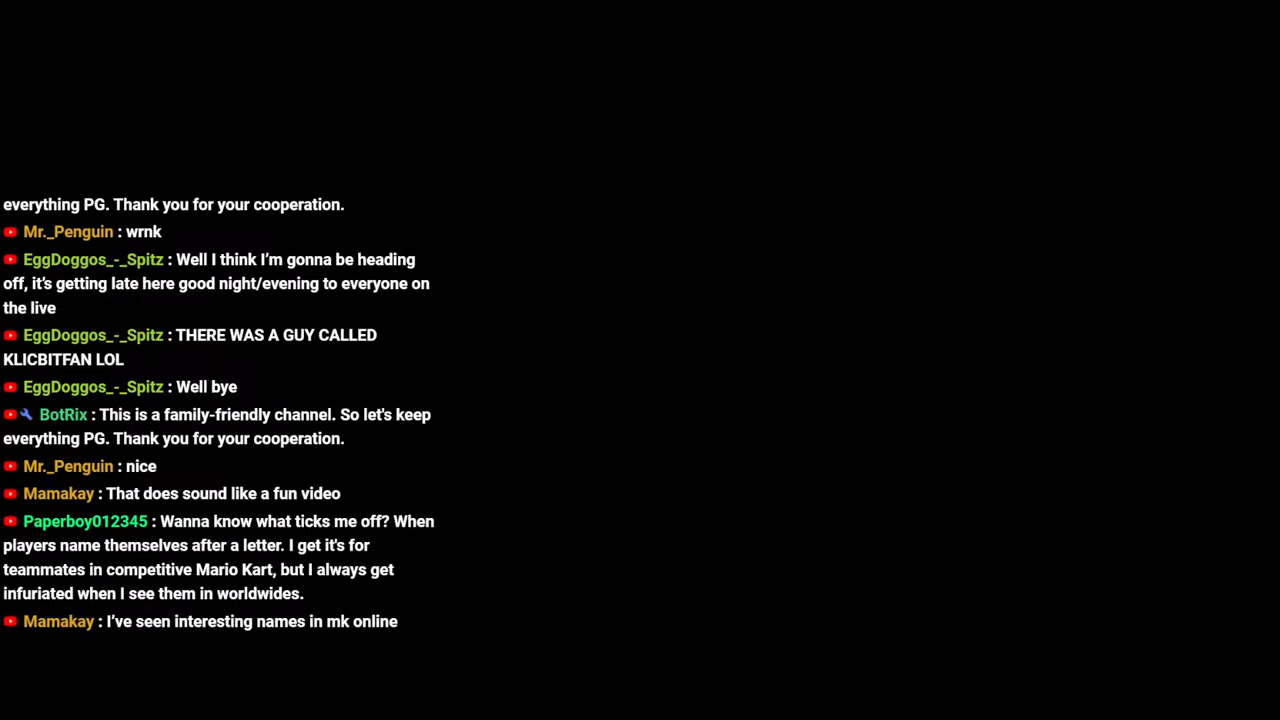 everything PG. Thank you for your cooperation.
Mr._Penguin : wrnk
EggDoggos_-_Spitz : Well I think I’m gonna be heading
off, it’s getting late here good night/evening to everyone on
the live
EggDoggos_-_Spitz : THERE WAS A GUY CALLED
KLICBITFAN LOL
EggDoggos_-_Spitz : Well bye
BotRix : This is a family-friendly channel. So let's keep
everything PG. Thank you for your cooperation.
Mr._Penguin : nice
Mamakay : That does sound like a fun video
Paperboy012345 : Wanna know what ticks me off? When
players name themselves after a letter. I get it's for
teammates in competitive Mario Kart, but I always get
infuriated when I see them in worldwides.
Mamakay : I’ve seen interesting names in mk online